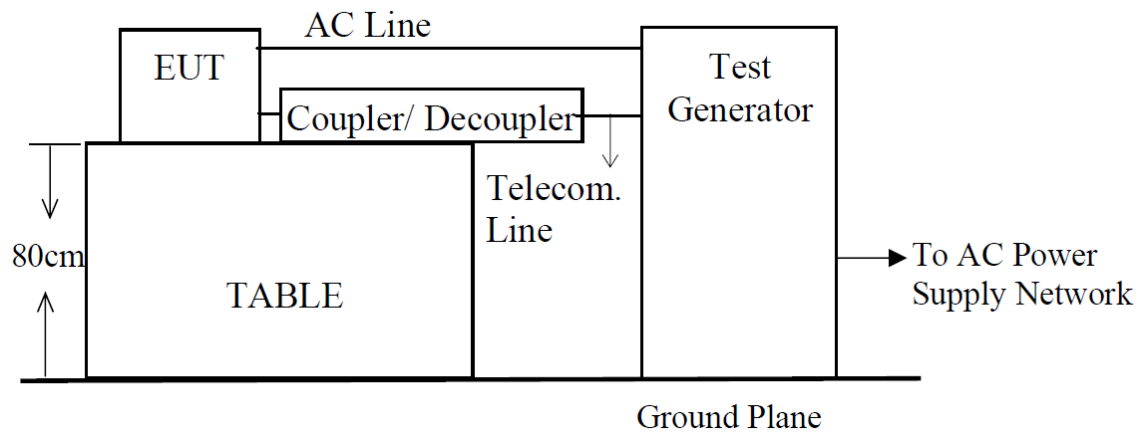 AC Line
EUT
Test
Generator
Coupler/ Decoupler
Telecom.
Line
80cm
TABLE
To AC Power
Supply Network
Ground Plane